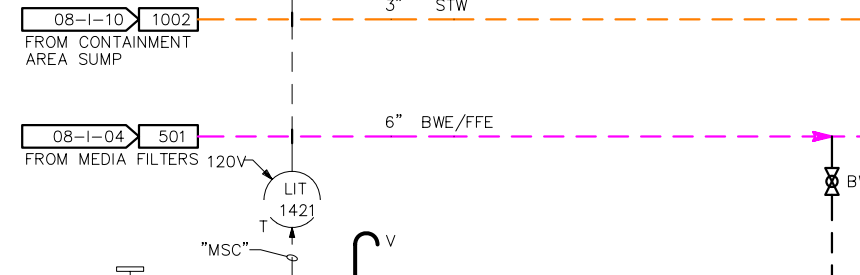 3" STW
08-I-10 1002
FROM CONTAINMENT
AREA SUMP
6" BWE/FFE
08-I-04 501
FROM MEDIA FILTERS
120V
LIT
1421
T
"MSC"
V